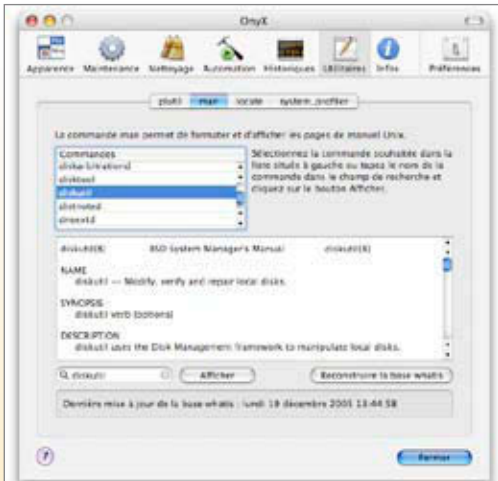 OnyX
Apparence Maintenance Nettoyage Automation Historiques Utilitaires Infos Préférences
plutil man locate system_profiler
La commande man permet de formater et d'afficher les pages de manuel Unix.
Commandes
diskarbitrationd
disktool
diskutil
distnoted
dnsextd
Sélectionnez la commande souhaitée dans la
liste située à gauche ou tapez le nom de la
commande dans le champ de recherche et
cliquez sur le bouton Afficher.
diskutil(8) BSD System Manager's Manual diskutil(8)
NAME
diskutil -- Modify, verify and repair local disks.
SYNOPSIS
diskutil verb [options]
DESCRIPTION
diskutil uses the Disk Management framework to manipulate local disks.
diskutil Afficher Reconstruire la base whatis
Dernière mise à jour de la base whatis : lundi 19 décembre 2005 13:44:58
? Fermer